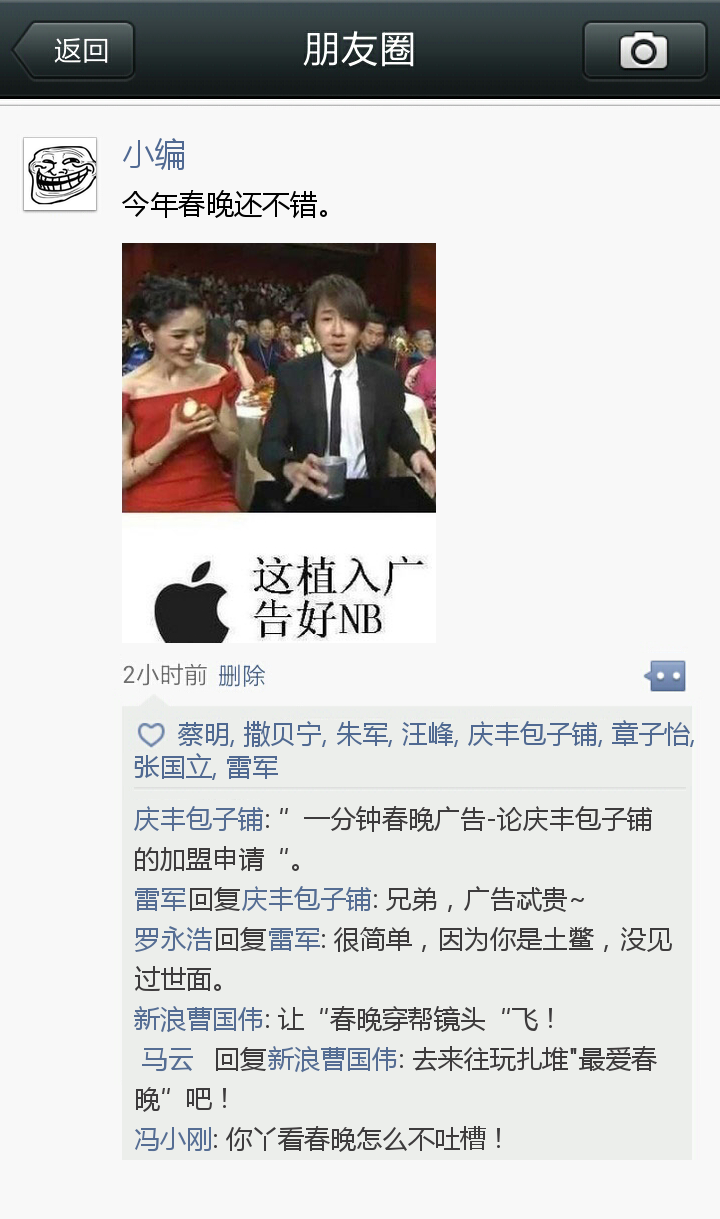 返回
朋友圈
小编
今年春晚还不错。
这植入广
告好NB
2小时前 删除
蔡明, 撒贝宁, 朱军, 汪峰, 庆丰包子铺, 章子怡,
张国立, 雷军
庆丰包子铺: ”一分钟春晚广告-论庆丰包子铺
的加盟申请“。
雷军回复庆丰包子铺: 兄弟，广告忒贵~
罗永浩回复雷军: 很简单，因为你是土鳖，没见
过世面。
新浪曹国伟: 让“春晚穿帮镜头“飞！
马云 回复新浪曹国伟: 去来往玩扎堆"最爱春
晚”吧！
冯小刚: 你丫看春晚怎么不吐槽！